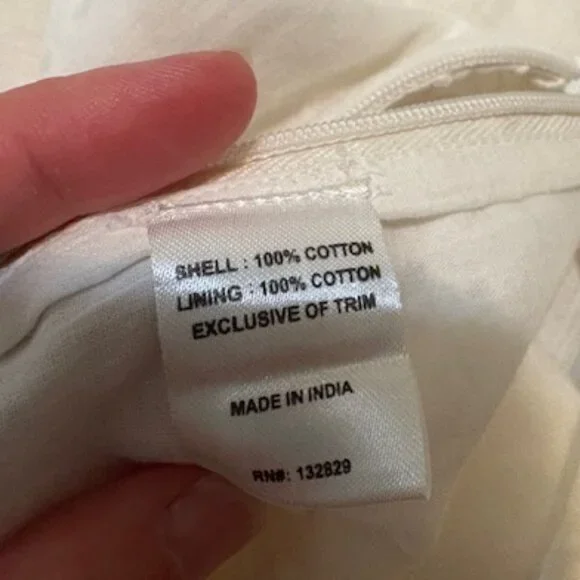 SHELL : 100% COTTON
LINING : 100% COTTON
EXCLUSIVE OF TRIM
MADE IN INDIA
RN#: 132829